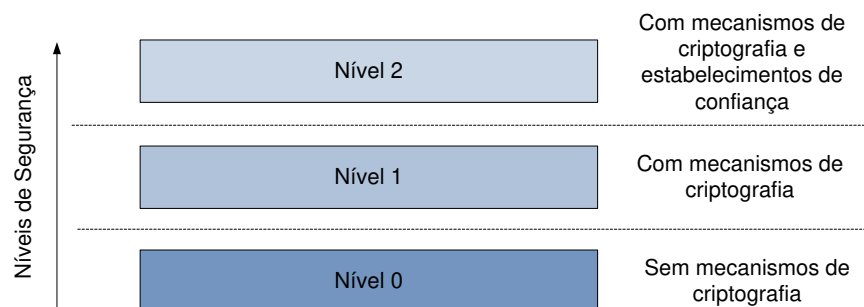 Níveis de Segurança
Nível 2
Com mecanismos de
criptografia e
estabelecimentos de
confiança
Nível 1
Com mecanismos de
criptografia
Nível 0
Sem mecanismos de
criptografia